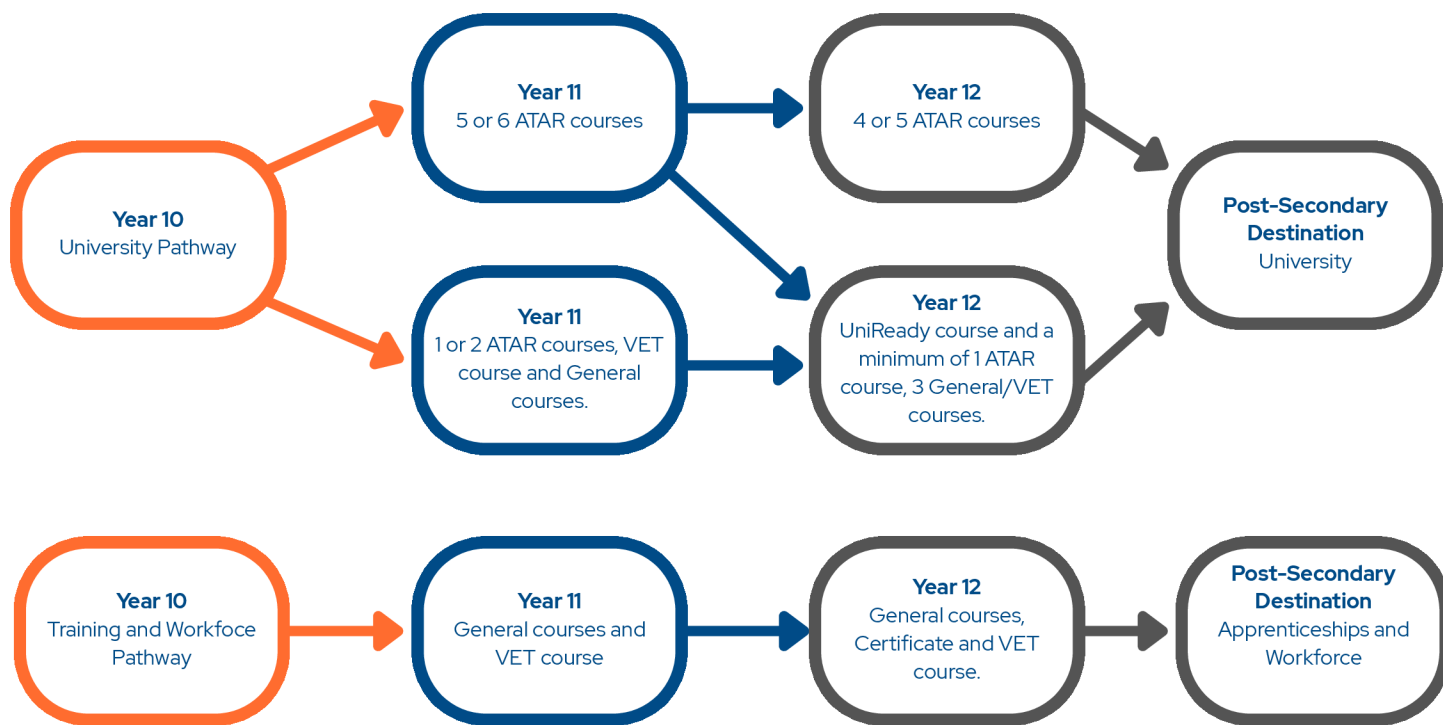 Year 10
University Pathway
Year 11
5 or 6 ATAR courses
Year 12
4 or 5 ATAR courses
Year 11
1 or 2 ATAR courses, VET
course and General
courses.
Year 12
UniReady course and a
minimum of 1 ATAR
course, 3 General/VET
courses.
Post-Secondary
Destination
University
Year 10
Training and Workfoce
Pathway
Year 11
General courses and
VET course
Year 12
General courses,
Certificate and VET
course.
Post-Secondary
Destination
Apprenticeships and
Workforce